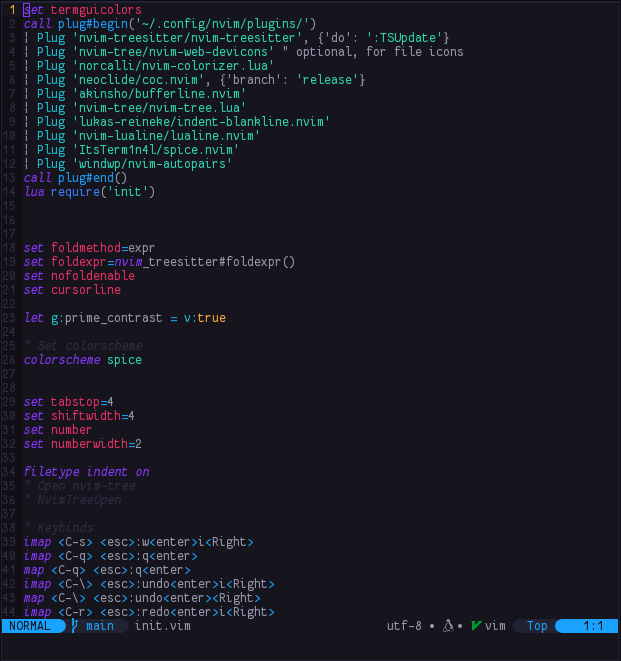 1 set termguicolors
2 call plug#begin('~/.config/nvim/plugins/')
3 ¦ Plug 'nvim-treesitter/nvim-treesitter', {'do': ':TSUpdate'}
4 ¦ Plug 'nvim-tree/nvim-web-devicons' " optional, for file icons
5 ¦ Plug 'norcalli/nvim-colorizer.lua'
6 ¦ Plug 'neoclide/coc.nvim', {'branch': 'release'}
7 ¦ Plug 'akinsho/bufferline.nvim'
8 ¦ Plug 'nvim-tree/nvim-tree.lua'
9 ¦ Plug 'lukas-reineke/indent-blankline.nvim'
10 ¦ Plug 'nvim-lualine/lualine.nvim'
11 ¦ Plug 'ItsTerm1n4l/spice.nvim'
12 ¦ Plug 'windwp/nvim-autopairs'
13 call plug#end()
14 lua require('init')
15
16
17
18 set foldmethod=expr
19 set foldexpr=nvim_treesitter#foldexpr()
20 set nofoldenable
21 set cursorline
22
23 let g:prime_contrast = v:true
24
25 " Set colorscheme
26 colorscheme spice
27
28
29 set tabstop=4
30 set shiftwidth=4
31 set number
32 set numberwidth=2
33
34 filetype indent on
35 " Open nvim-tree
36 " NvimTreeOpen
37
38 " Keybinds
39 imap <C-s> <esc>:w<enter>i<Right>
40 imap <C-q> <esc>:q<enter>
41 map <C-q> <esc>:q<enter>
42 imap <C-\> <esc>:undo<enter>i<Right>
43 map <C-\> <esc>:undo<enter><Right>
44 imap <C-r> <esc>:redo<enter>i<Right>
NORMAL main init.vim utf-8 • • vim Top 1:1